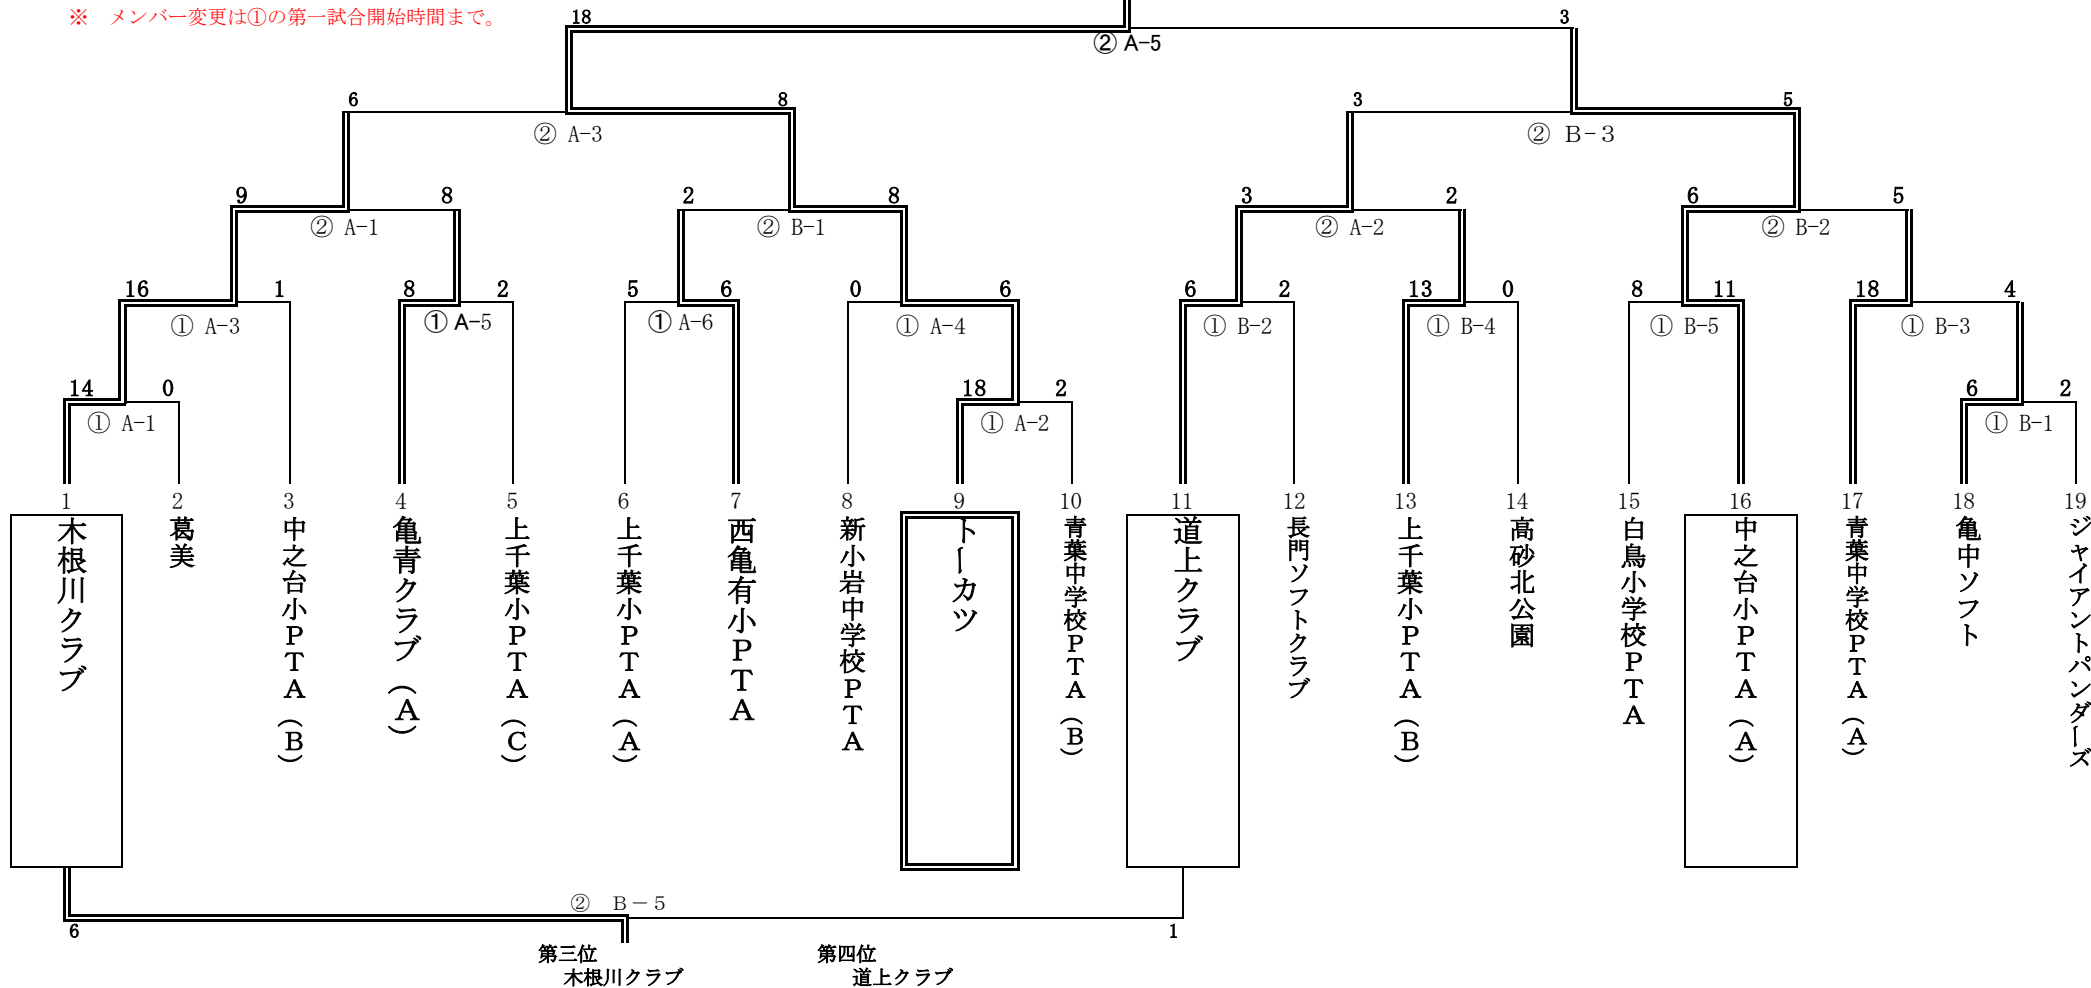 ※　メンバー変更は①の第一試合開始時間まで。
18
3
② A-5
6
8
3
5
② A-3
② B-3
9
8
2
8
3
2
6
5
② A-1
② B-1
② A-2
② B-2
16
1
8
2
5
6
0
6
6
2
13
0
8
11
18
4
① A-3
① A-5
① A-6
① A-4
① B-2
① B-4
① B-5
① B-3
14
0
18
2
6
2
① A-1
① A-2
① B-1
1
2
3
4
5
6
7
8
9
10
11
12
13
14
15
16
17
18
19
木根川クラブ
葛美
中之台小PTA（B）
亀青クラブ（A）
上千葉小PTA（C）
上千葉小PTA（A）
西亀有小PTA
新小岩中学校PTA
トーカツ
青葉中学校PTA（B）
道上クラブ
長門ソフトクラブ
上千葉小PTA（B）
高砂北公園
白鳥小学校PTA
中之台小PTA（A）
青葉中学校PTA（A）
亀中ソフト
ジャイアントパンダーズ
②　B－5
6
1
第三位
木根川クラブ
第四位
道上クラブ